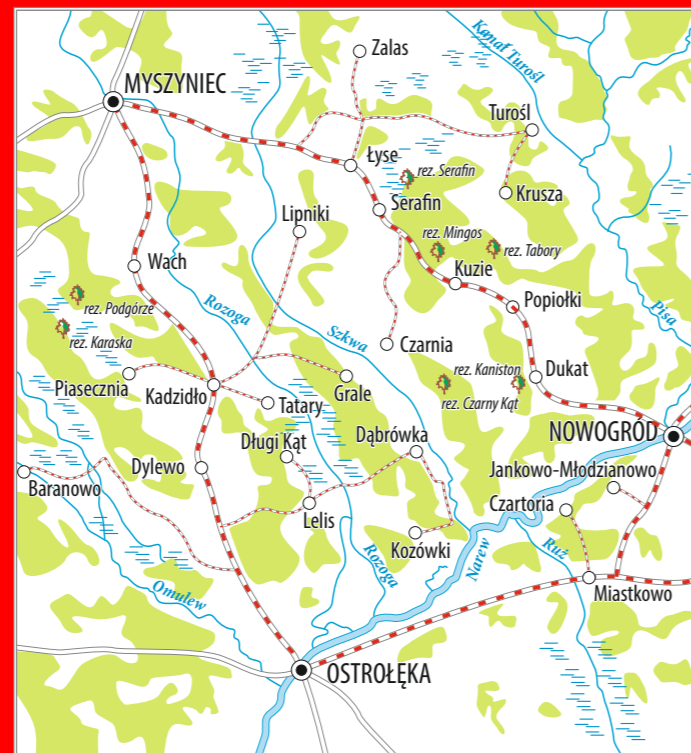 Zalas
Kanał Turośl
MYSZYNIEC
Turośl
Łyse
rez. Serafin
Krusza
Serafin
Lipniki
rez. Mingos
rez. Tabory
Wach
Kuzie
Popiołki
rez. Podgórze
Rozoga
Pisa
Szkwa
rez. Karaska
Czarnia
rez. Kaniston
Dukat
Piasecznia
Kadzidło
Grale
rez. Czarny Kąt
Tatary
NOWOGRÓD
Długi Kąt
Dąbrówka
Dylewo
Jankowo-Młodzianowo
Baranowo
Czartoria
Lelis
Kozówki
Narew
Ruż
Rozoga
Omulew
Miastkowo
OSTROŁĘKA